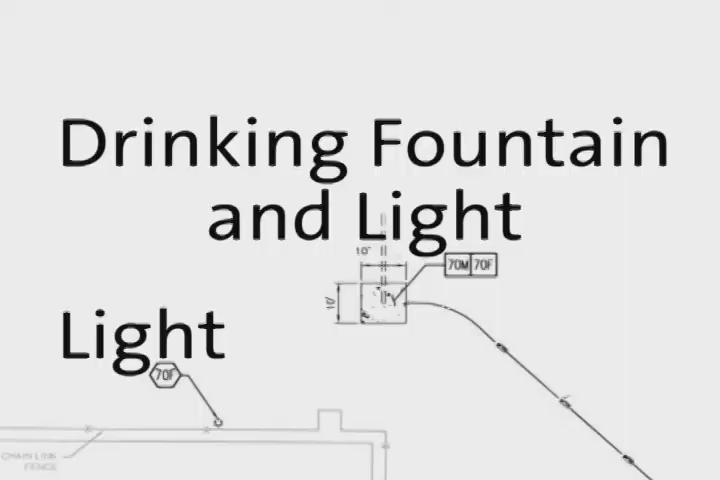 Drinking Fountain
and Light
10'
70M 70F
10'
Light
70F
CHAIN LINK
FENCE